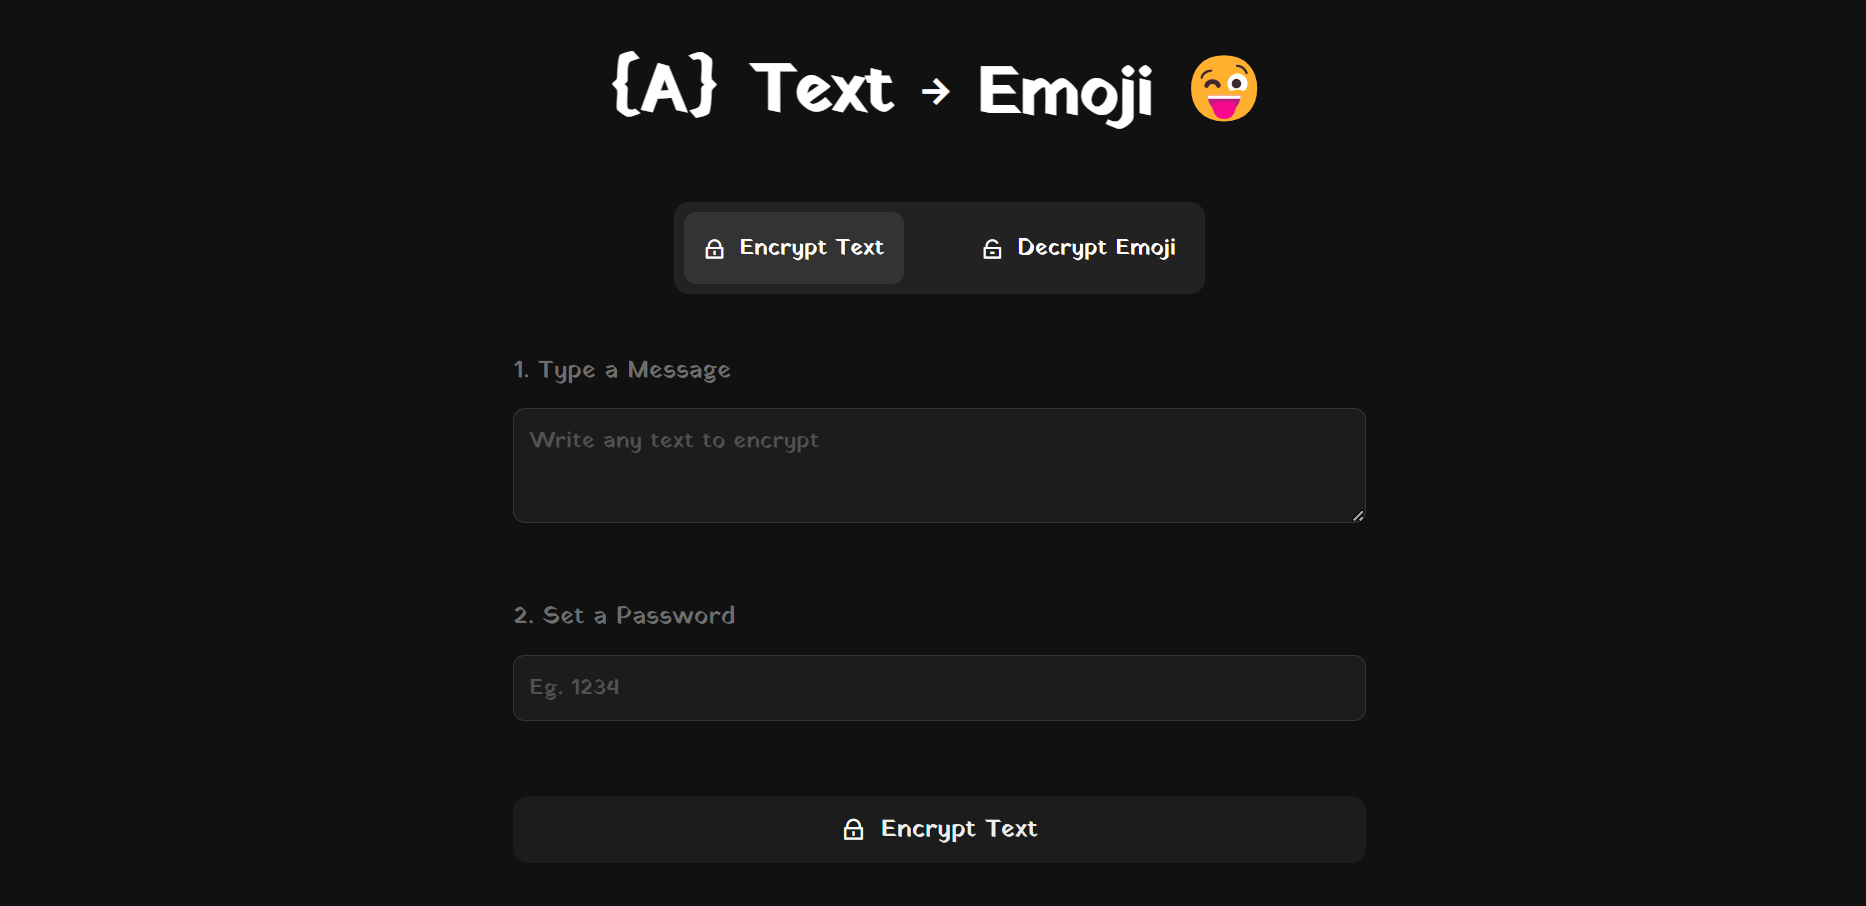 {A} Text → Emoji 😜
Encrypt Text
Decrypt Emoji
1. Type a Message
Write any text to encrypt
2. Set a Password
Eg. 1234
Encrypt Text